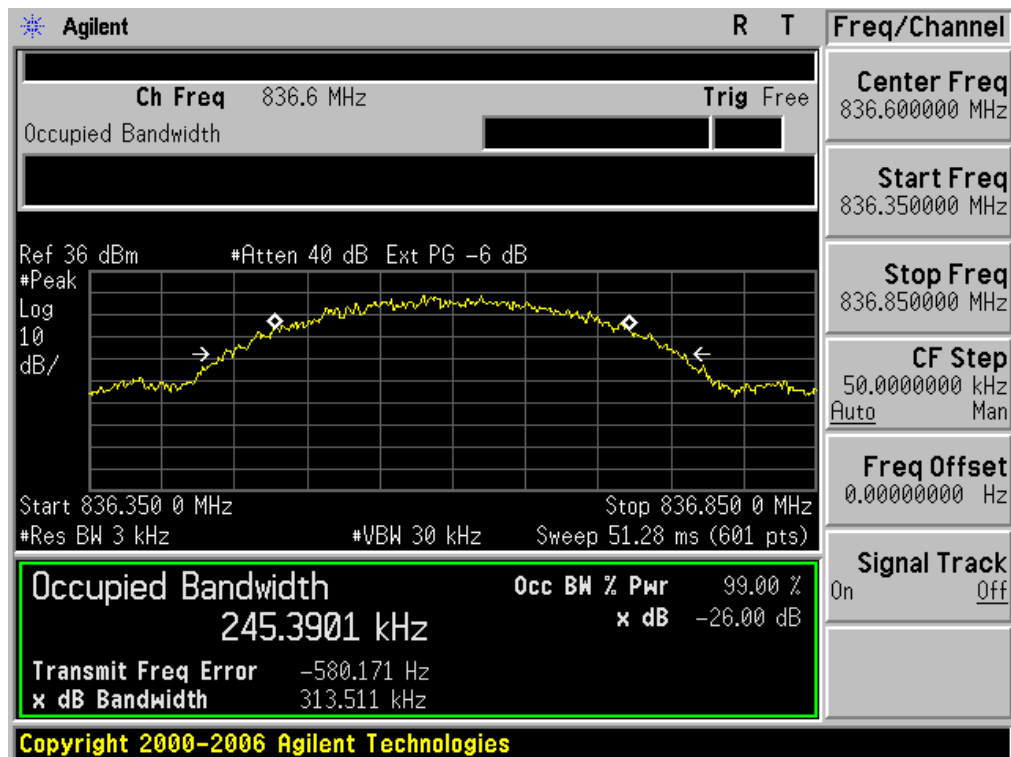 Agilent R T
Ch Freq 836.6 MHz Trig Free
Occupied Bandwidth
Ref 36 dBm #Atten 40 dB Ext PG -6 dB
#Peak
Log
10
dB/
Start 836.350 0 MHz Stop 836.850 0 MHz
#Res BW 3 kHz #VBW 30 kHz Sweep 51.28 ms (601 pts)
Occupied Bandwidth
245.3901 kHz
Occ BW % Pwr 99.00 %
x dB -26.00 dB
Transmit Freq Error -580.171 Hz
x dB Bandwidth 313.511 kHz
Copyright 2000-2006 Agilent Technologies
Freq/Channel
Center Freq
836.600000 MHz
Start Freq
836.350000 MHz
Stop Freq
836.850000 MHz
CF Step
50.0000000 kHz
Auto Man
Freq Offset
0.00000000 Hz
Signal Track
On Off